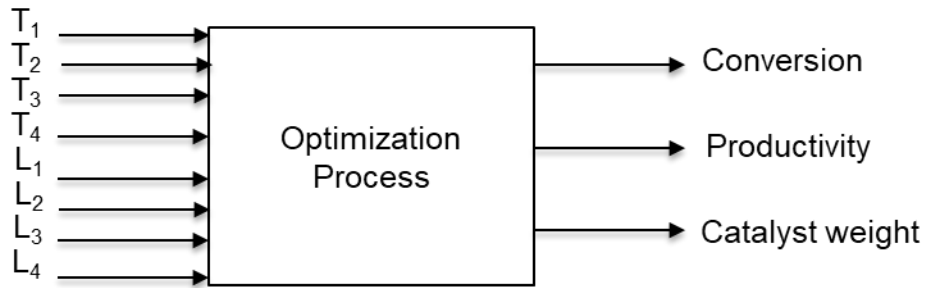 T₁
T₂
T₃
T₄
L₁
L₂
L₃
L₄
Optimization
Process
Conversion
Productivity
Catalyst weight